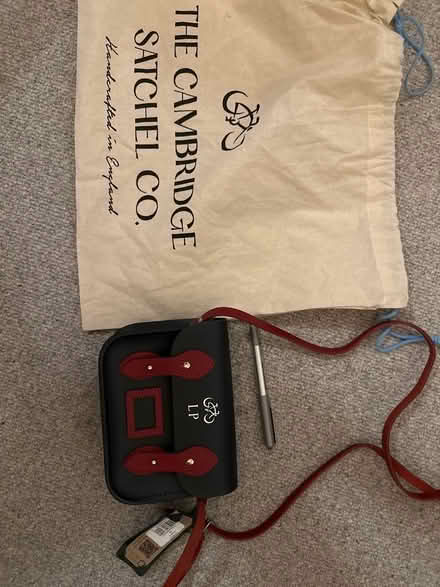 THE CAMBRIDGE
SATCHEL CO.
Handcrafted in England
LP